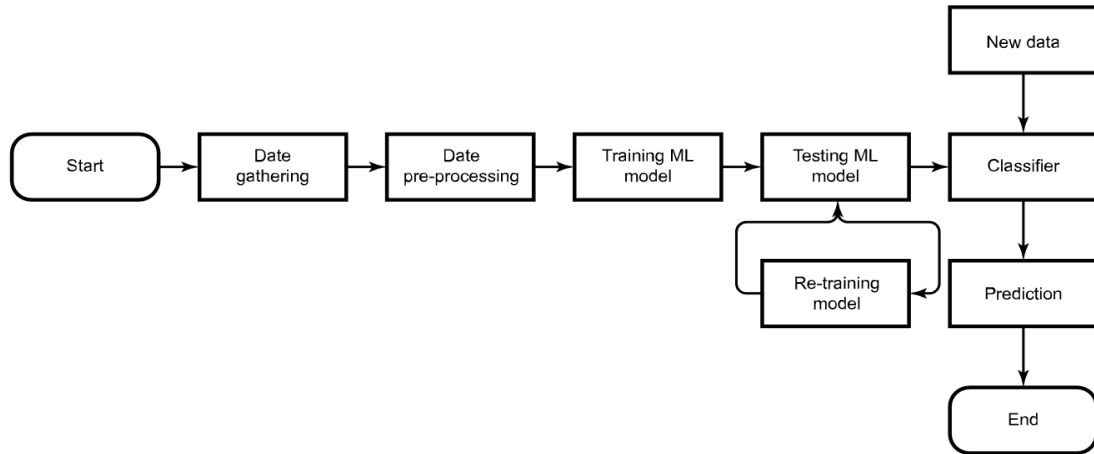 New data
Start
Date
gathering
Date
pre-processing
Training ML
model
Testing ML
model
Classifier
Re-training
model
Prediction
End